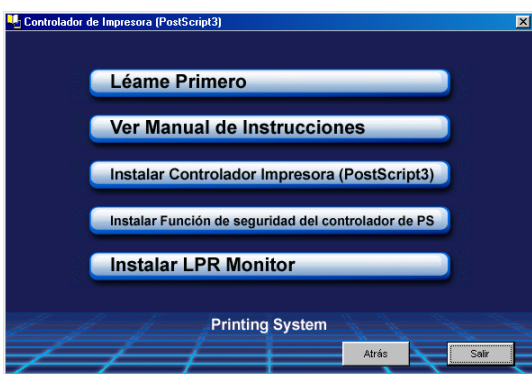 Controlador de Impresora (PostScript3)
Léame Primero
Ver Manual de Instrucciones
Instalar Controlador Impresora (PostScript3)
Instalar Función de seguridad del controlador de PS
Instalar LPR Monitor
Printing System
Atrás
Salir